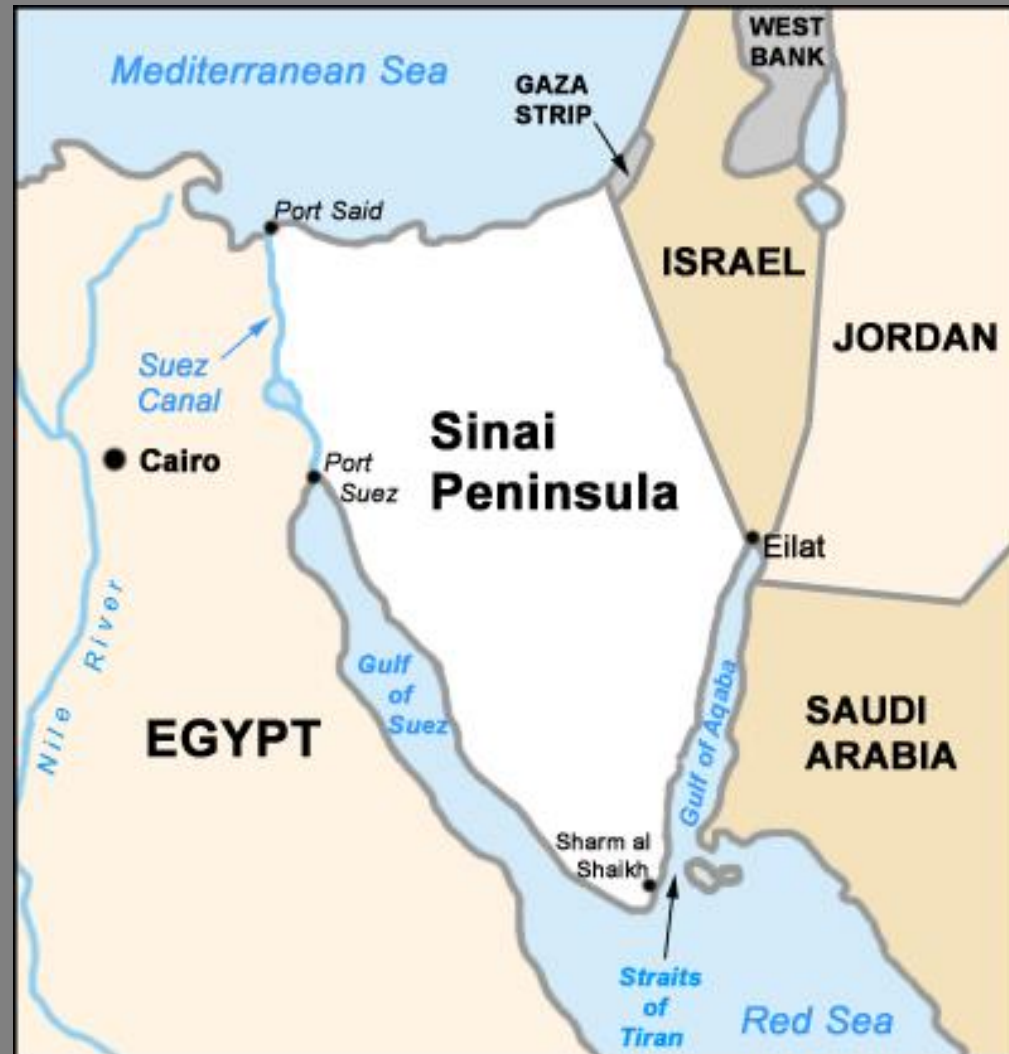 Mediterranean Sea
WEST
BANK
GAZA
STRIP
Port Said
ISRAEL
JORDAN
Suez
Canal
Sinai
Peninsula
Cairo
Port
Suez
Eilat
Nile River
Gulf
of
Suez
Gulf of Aqaba
SAUDI
ARABIA
EGYPT
Sharm al
Shaikh
Straits
of
Tiran
Red Sea